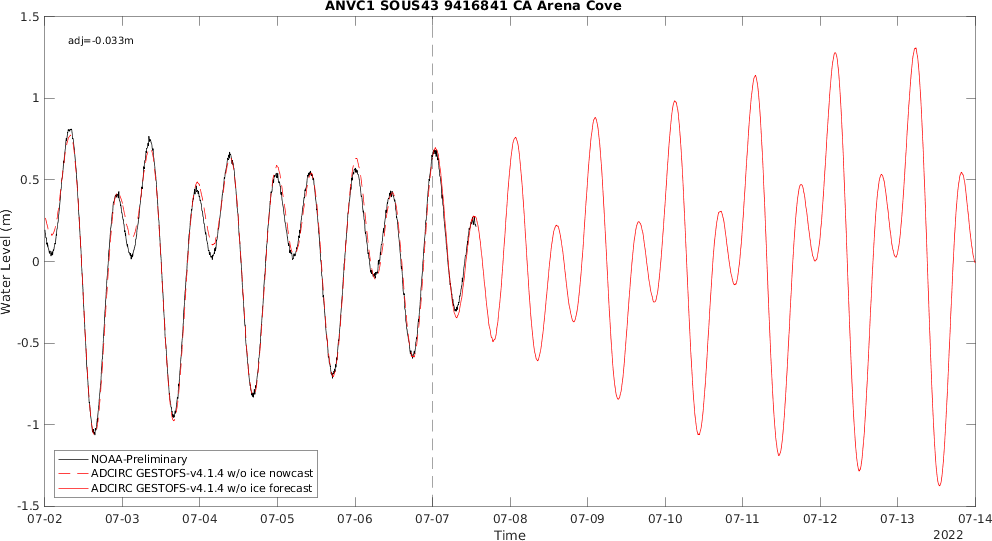 ANVC1 SOUS43 9416841 CA Arena Cove
adj=-0.033m
1.5
1
0.5
0
-0.5
-1
-1.5
Water Level (m)
NOAA-Preliminary
ADCIRC GESTOFS-v4.1.4 w/o ice nowcast
ADCIRC GESTOFS-v4.1.4 w/o ice forecast
07-02 07-03 07-04 07-05 07-06 07-07 07-08 07-09 07-10 07-11 07-12 07-13 07-14
Time
2022